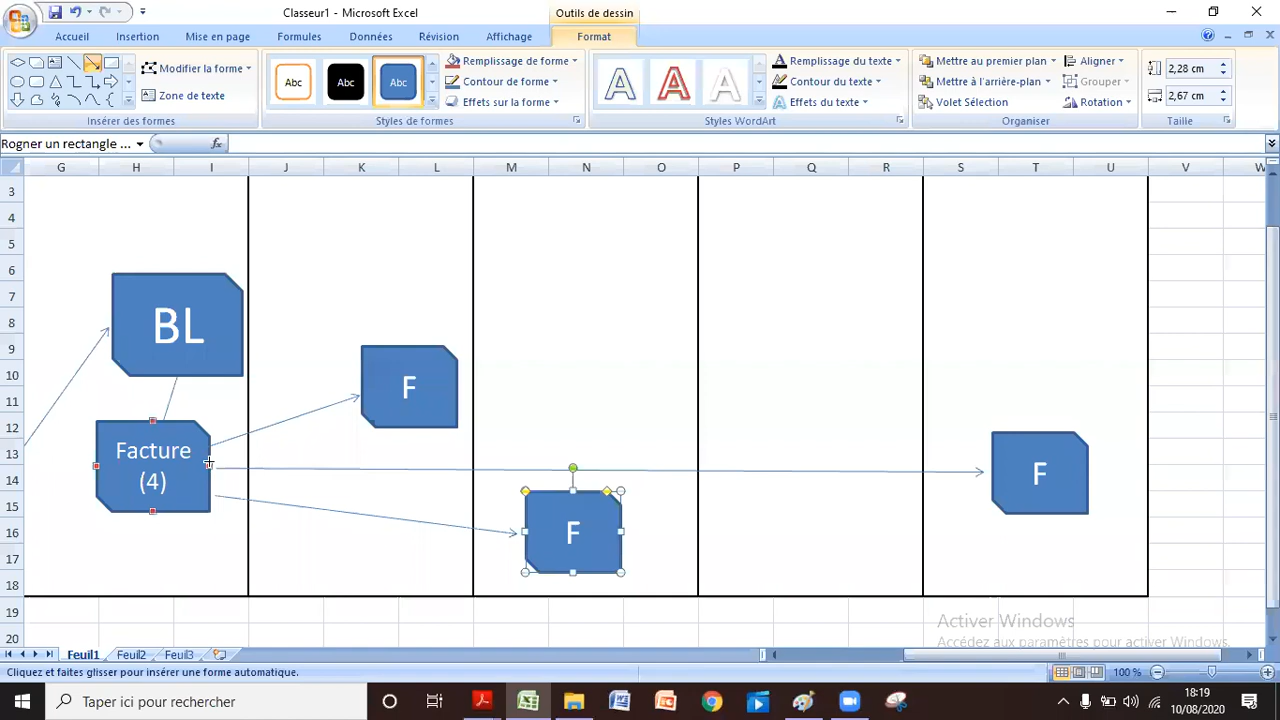 Classeur1 - Microsoft Excel
Outils de dessin
Accueil Insertion Mise en page Formules Données Révision Affichage Format
Modifier la forme
Zone de texte
Insérer des formes
Abc Abc Abc
Remplissage de forme
Contour de forme
Effets sur la forme
Styles de formes
A A A
Remplissage du texte
Contour du texte
Effets du texte
Styles WordArt
Mettre au premier plan
Mettre à l'arrière-plan
Volet Sélection
Aligner
Grouper
Rotation
Organiser
2,28 cm
2,67 cm
Taille
Rogner un rectangle ... fx
G H I J K L M N O P Q R S T U V W
3
4
5
6
7
8
9
10
11
12
13
14
15
16
17
18
19
20
BL
F
Facture
(4)
F
F
Activer Windows
Accédez aux paramètres pour activer Windows.
Feuil1 Feuil2 Feuil3
Cliquez et faites glisser pour insérer une forme automatique.
100 %
Taper ici pour rechercher
18:19
10/08/2020